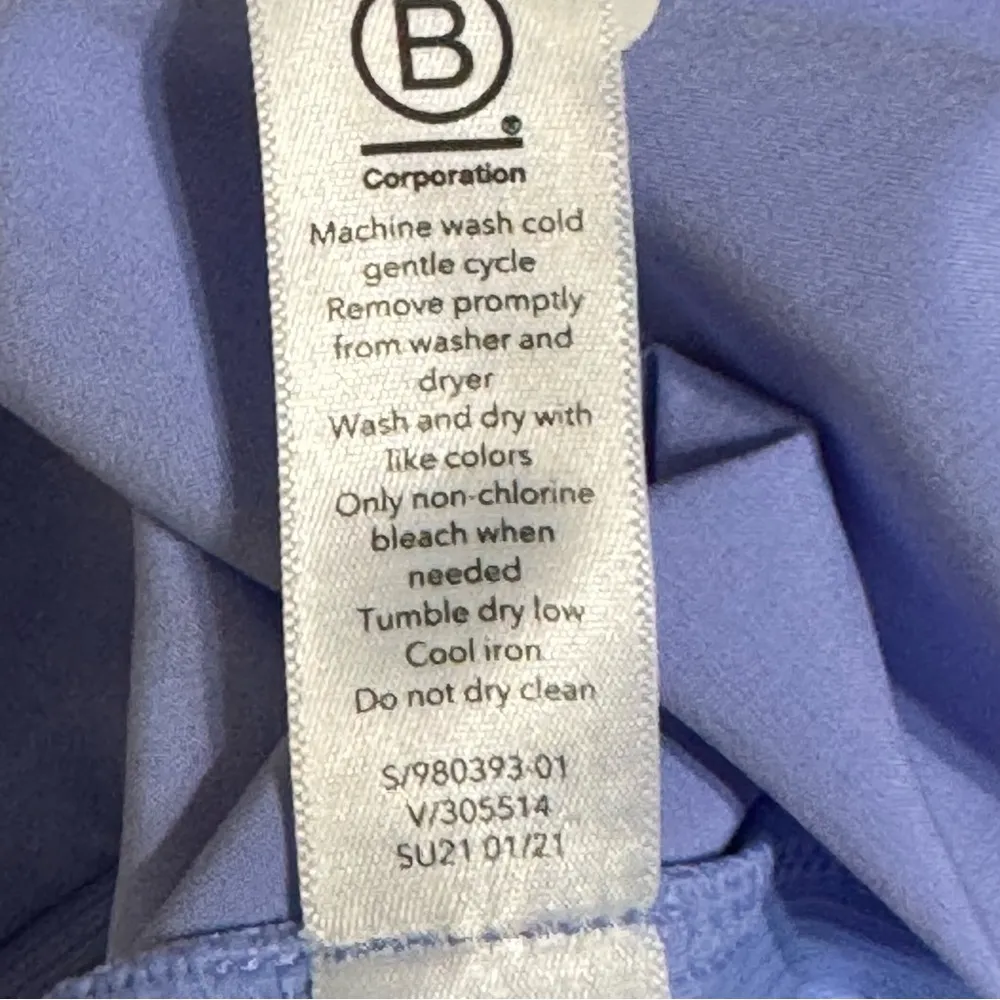 B
®
Corporation
Machine wash cold
gentle cycle
Remove promptly
from washer and
dryer
Wash and dry with
like colors
Only non-chlorine
bleach when
needed
Tumble dry low
Cool iron
Do not dry clean
S/980393-01
V/305514
SU21 01/21